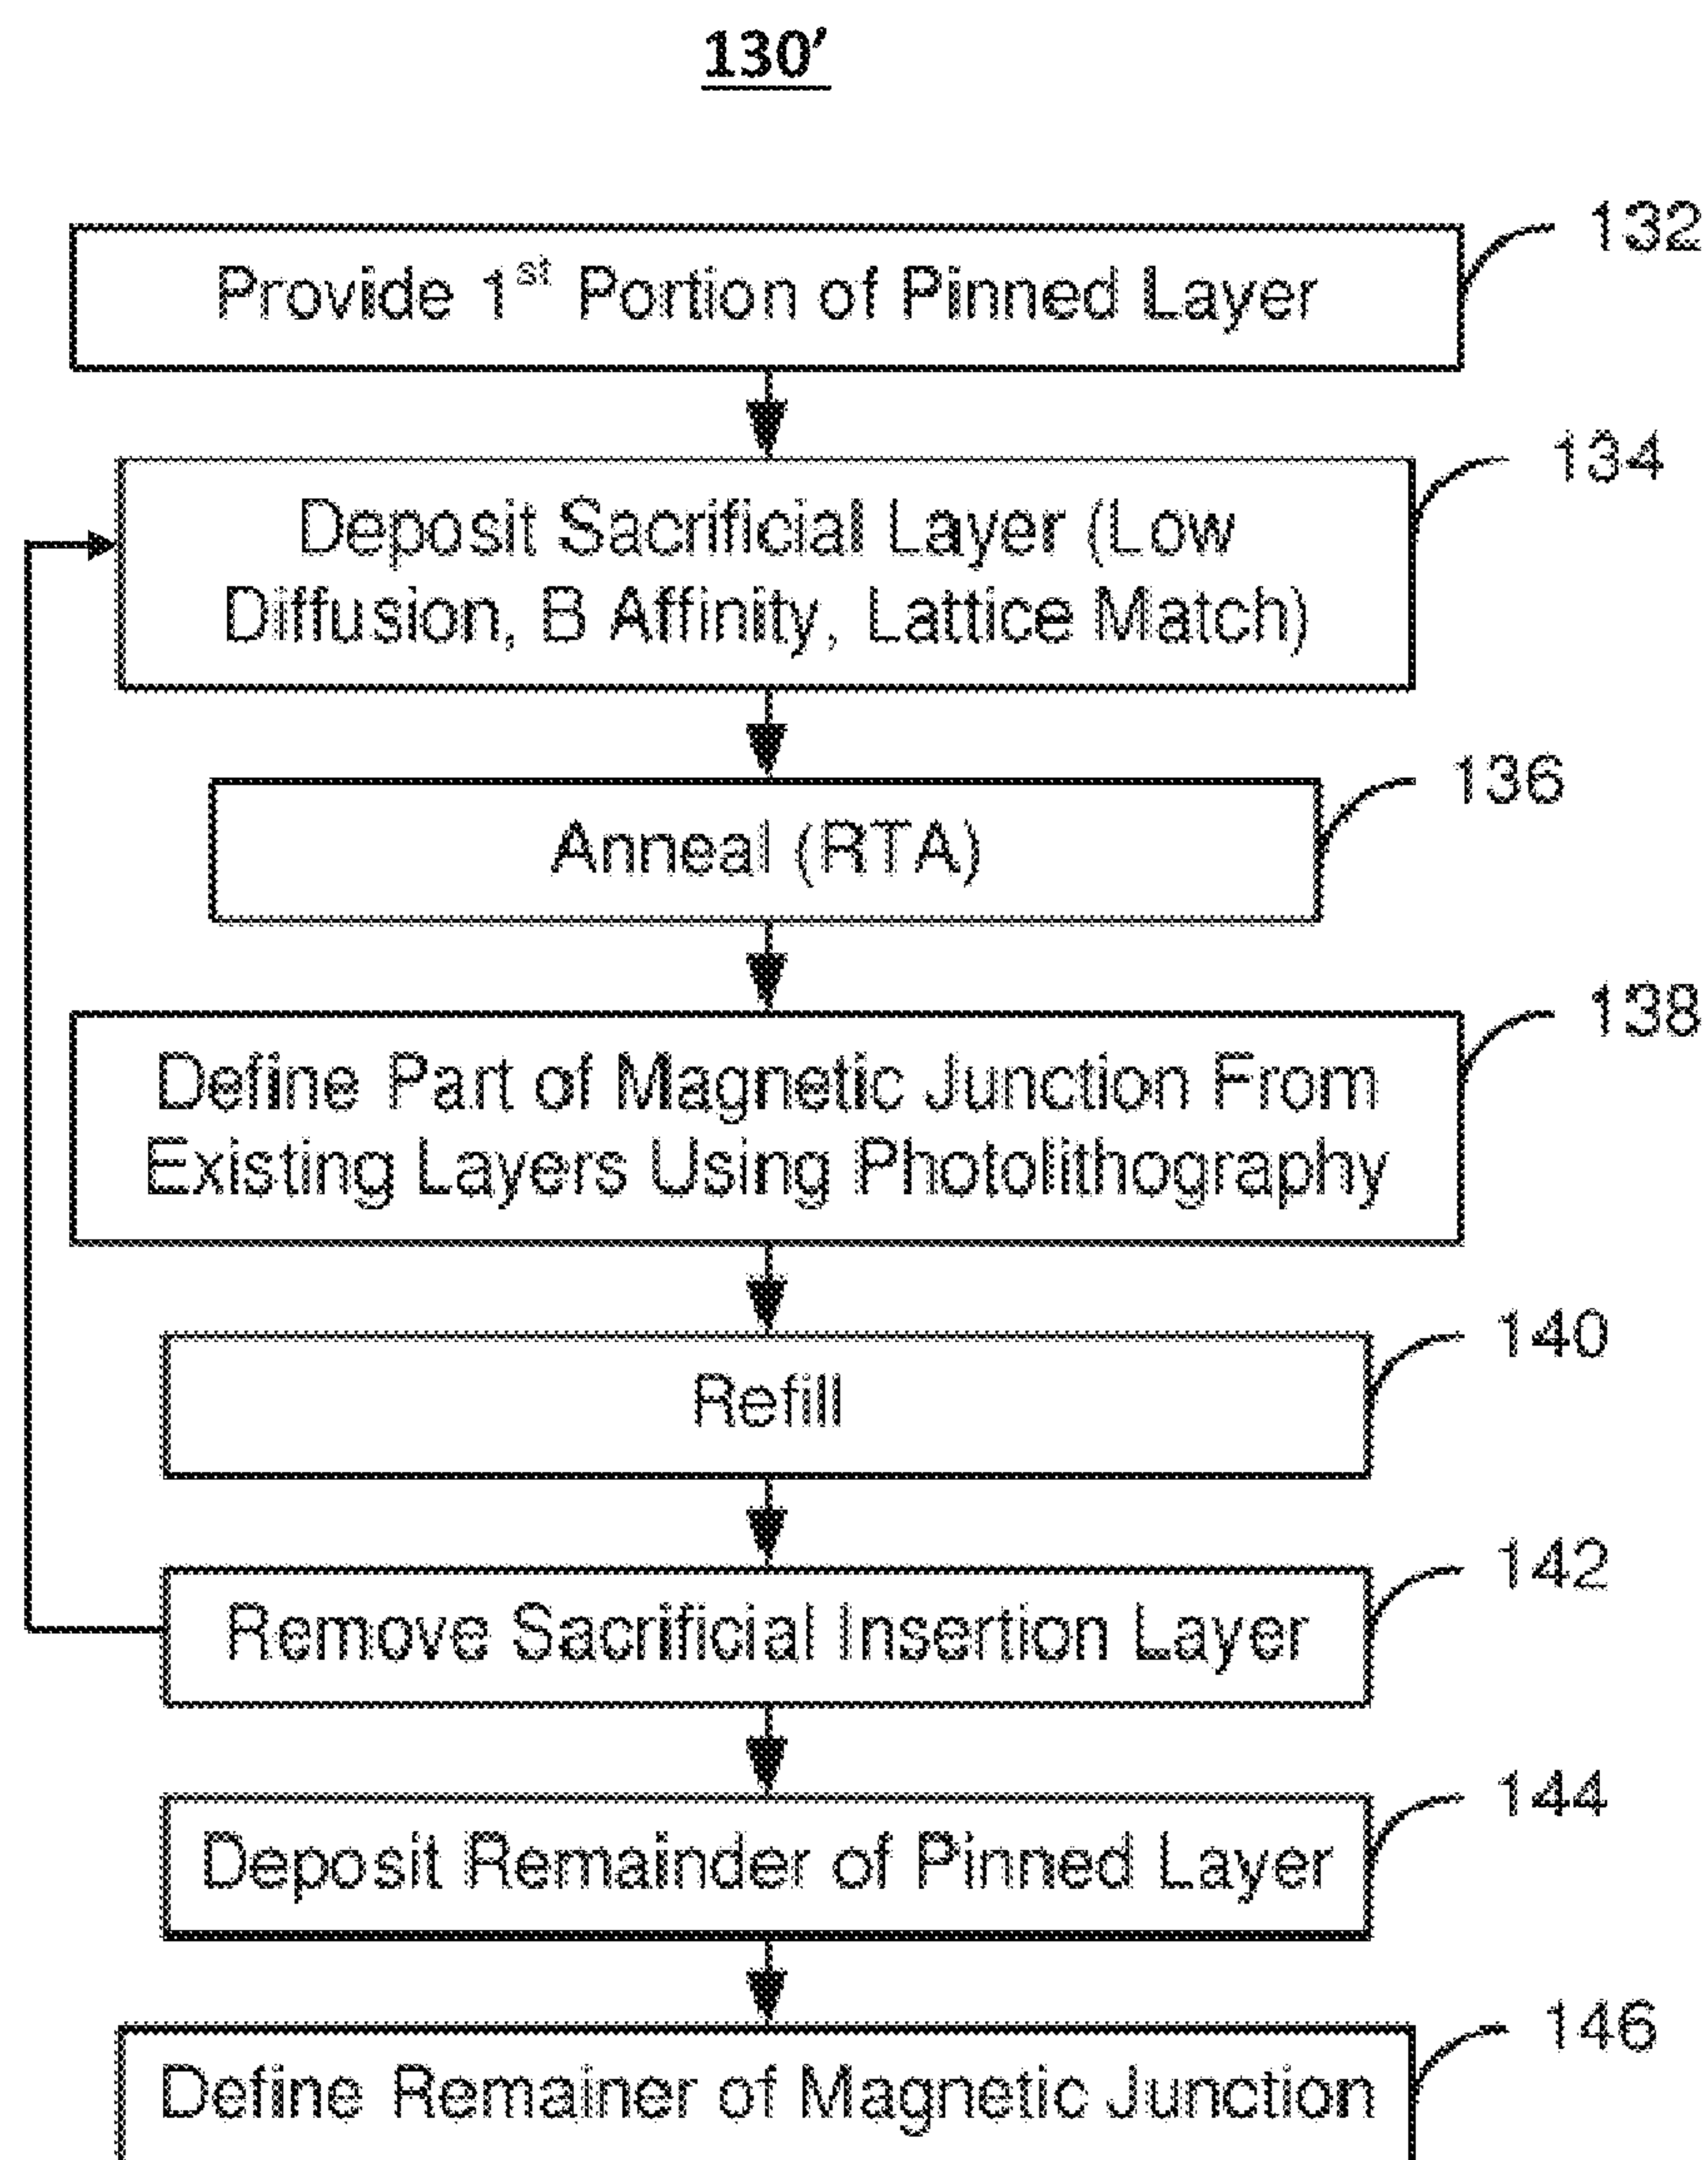 130'
Provide 1st Portion of Pinned Layer
132
Deposit Sacrificial Layer (Low
Diffusion, B Affinity, Lattice Match)
134
Anneal (RTA)
136
Define Part of Magnetic Junction From
Existing Layers Using Photolithography
138
Refill
140
Remove Sacrificial Insertion Layer
142
Deposit Remainder of Pinned Layer
144
Define Remainer of Magnetic Junction
146